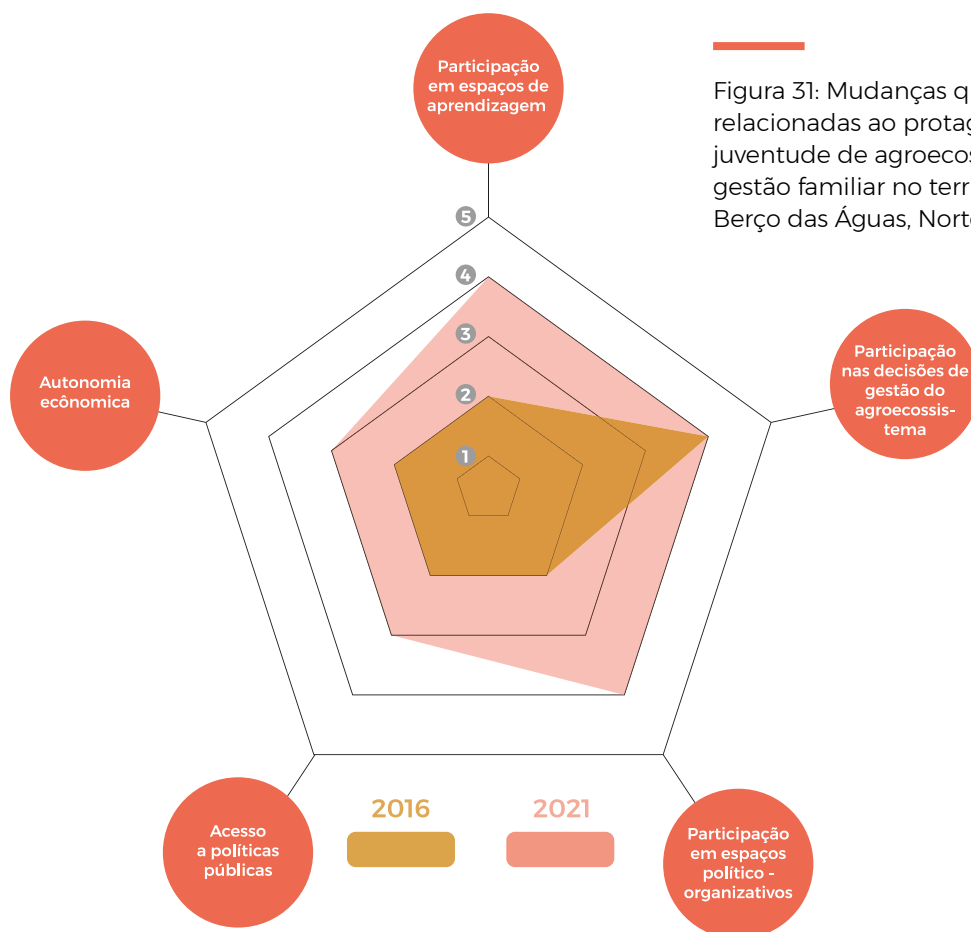 Participação
em espaços de
aprendizagem
Figura 31: Mudanças q
relacionadas ao protag
juventude de agroecos
gestão familiar no terr
Berço das Águas, Norte
5
4
3
2
1
Autonomia
ecônomica
Participação
nas decisões de
gestão do
agroecossis-
tema
2016
2021
Acesso
a políticas
públicas
Participação
em espaços
político -
organizativos